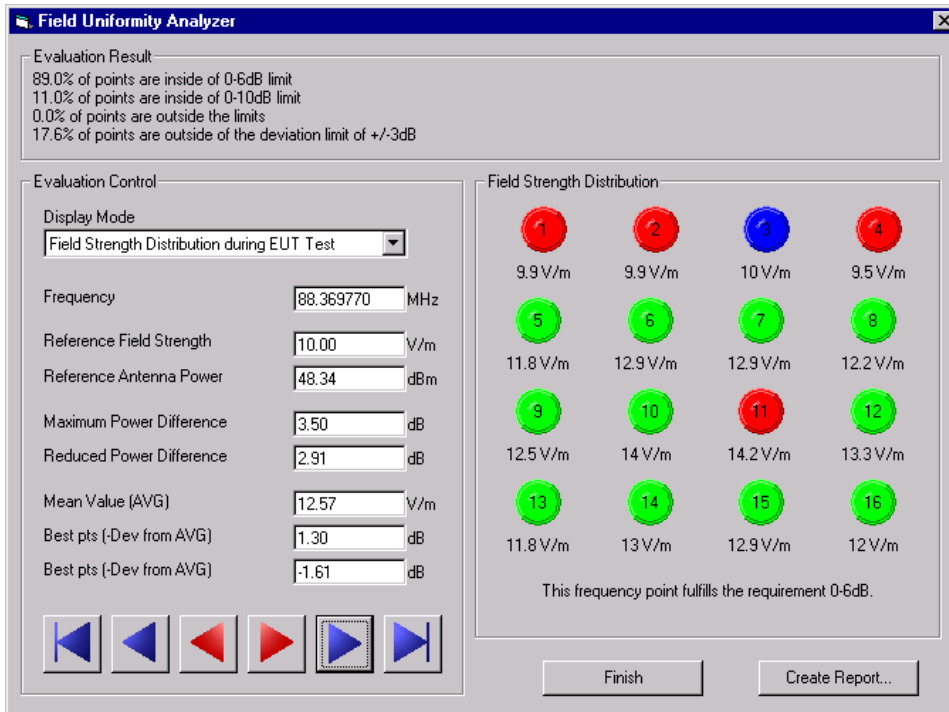 Field Uniformity Analyzer
Evaluation Result
89.0% of points are inside of 0-6dB limit
11.0% of points are inside of 0-10dB limit
0.0% of points are outside the limits
17.6% of points are outside of the deviation limit of +/-3dB
Evaluation Control
Display Mode
Field Strength Distribution during EUT Test
Frequency 88.369770 MHz
Reference Field Strength 10.00 V/m
Reference Antenna Power 48.34 dBm
Maximum Power Difference 3.50 dB
Reduced Power Difference 2.91 dB
Mean Value (AVG) 12.57 V/m
Best pts (-Dev from AVG) 1.30 dB
Best pts (-Dev from AVG) -1.61 dB
Field Strength Distribution
1 2 3 4
9.9 V/m 9.9 V/m 10 V/m 9.5 V/m
5 6 7 8
11.8 V/m 12.9 V/m 12.9 V/m 12.2 V/m
9 10 11 12
12.5 V/m 14 V/m 14.2 V/m 13.3 V/m
13 14 15 16
11.8 V/m 13 V/m 12.9 V/m 12 V/m
This frequency point fulfills the requirement 0-6dB.
Finish Create Report...